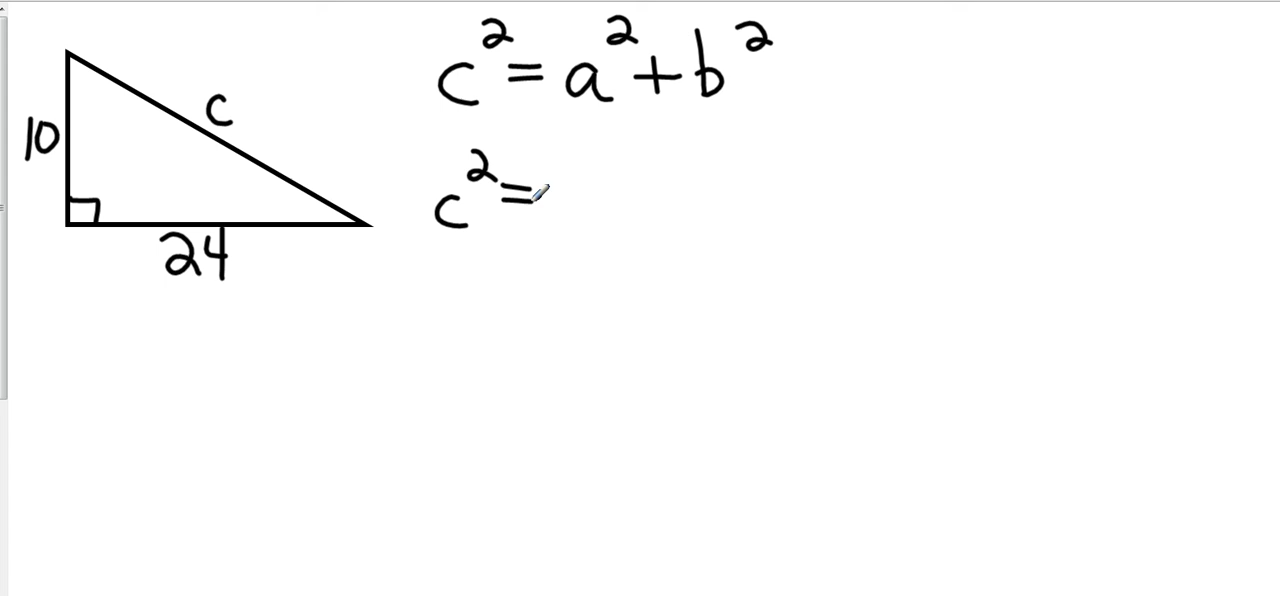 c² = a² + b²
c
10
c² =
24